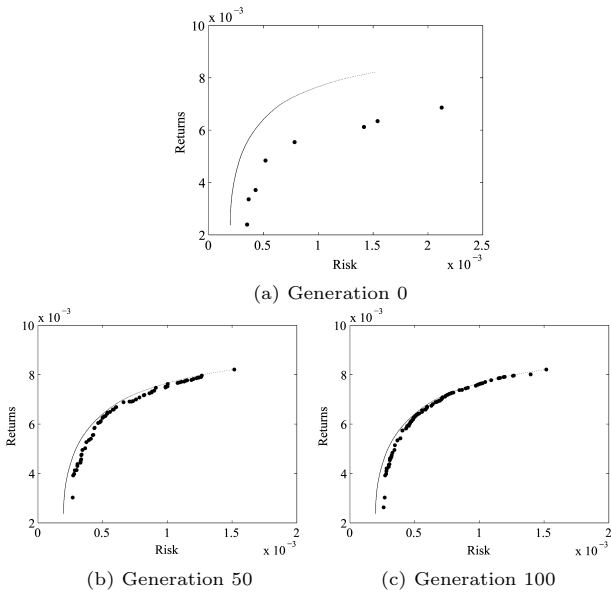 x 10⁻³
10
8
6
4
2
Returns
0 0.5 1 1.5 2 2.5
Risk
x 10⁻³
(a) Generation 0
x 10⁻³
10
8
6
4
2
Returns
0 0.5 1 1.5 2
Risk
x 10⁻³
(b) Generation 50
x 10⁻³
10
8
6
4
2
Returns
0 0.5 1 1.5 2
Risk
x 10⁻³
(c) Generation 100